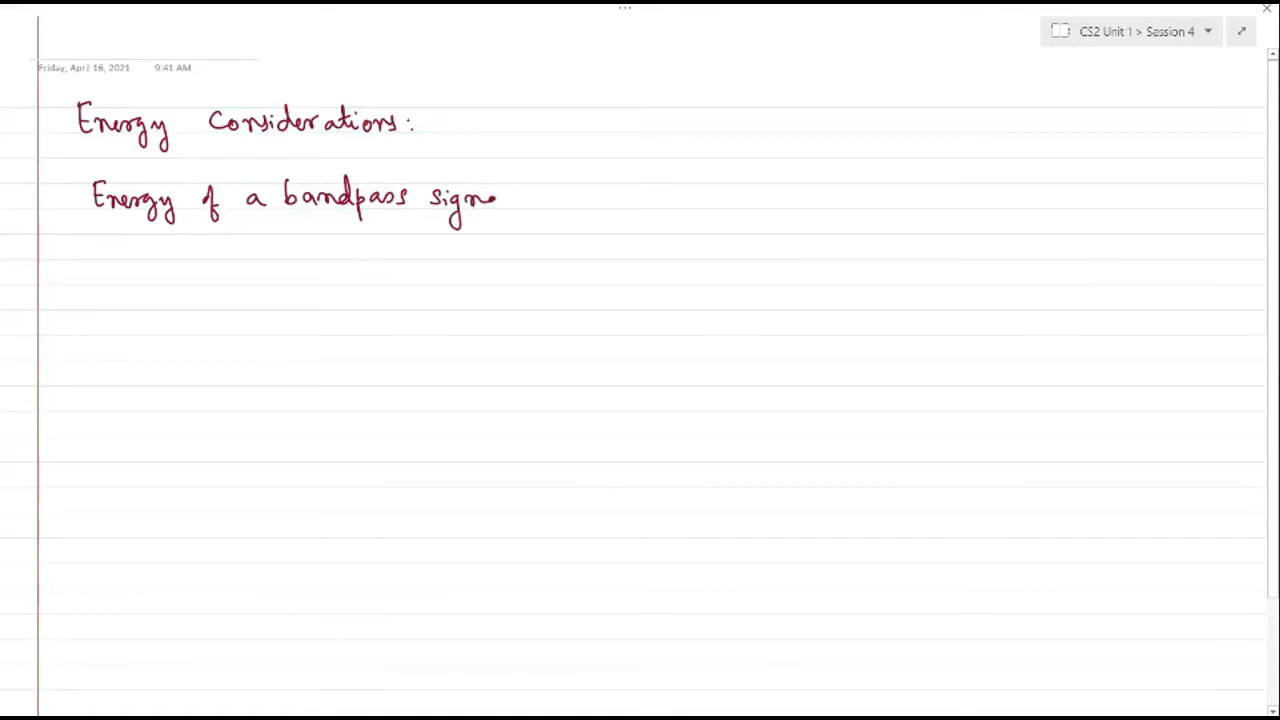 CS2 Unit 1 > Session 4
Friday, April 16, 2021 9:41 AM
Energy Considerations:
Energy of a bandpass sign